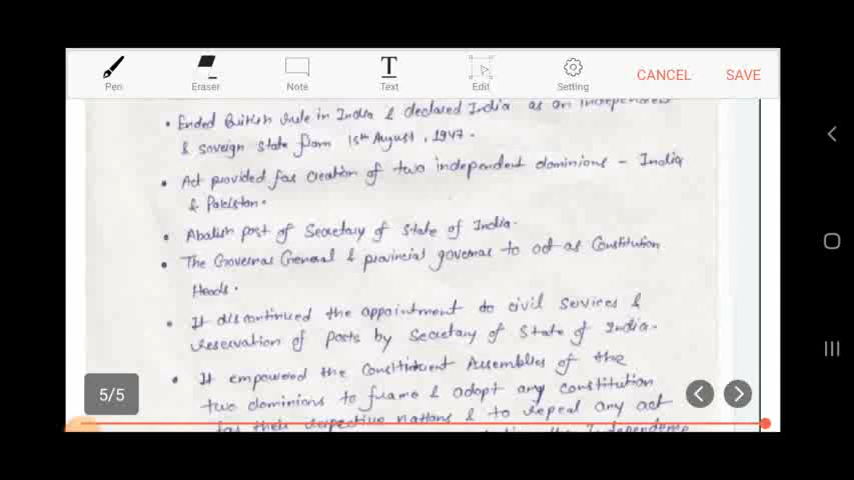 Pen
Eraser
Note
Text
Edit
Setting
CANCEL
SAVE
• Ended British rule in India & declared India as an Independent
& soveign state from 15th August, 1947.
• Act provided for creation of two independent dominions - India
& Pakistan.
• Abolish post of Secretary of State of India.
• The Governor General & provincial governors to act as Constitution
Heads.
• It discontinued the appointment to civil services &
reservation of posts by Secretary of State of India.
• It empowered the Constituent Assemblies of the
two dominions to frame & adopt any constitution
for their respective nations & to repeal any act
the Independence
5/5